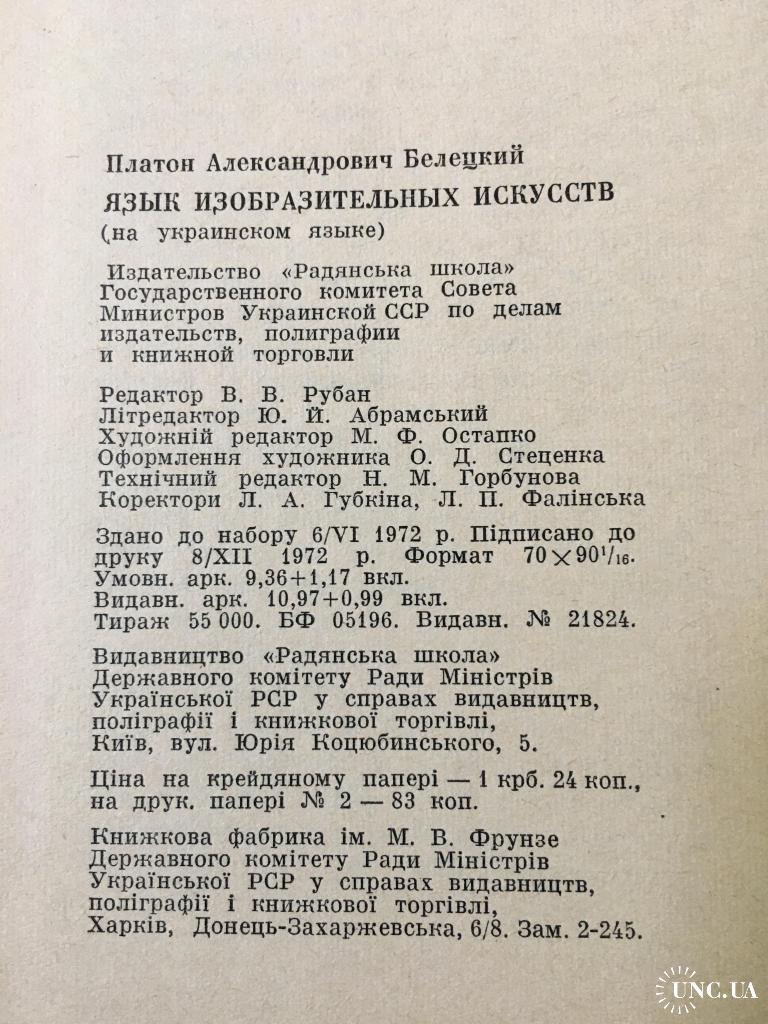 Платон Александрович Белецкий
ЯЗЫК ИЗОБРАЗИТЕЛЬНЫХ ИСКУССТВ
(на украинском языке)
Издательство «Радянська школа»
Государственного комитета Совета
Министров Украинской ССР по делам
издательств, полиграфии
и книжной торговли
Редактор В. В. Рубан
Літредактор Ю. Й. Абрамський
Художній редактор М. Ф. Остапко
Оформлення художника О. Д. Стеценка
Технічний редактор Н. М. Горбунова
Коректори Л. А. Губкіна, Л. П. Фалінська
Здано до набору 6/VI 1972 р. Підписано до
друку 8/XII 1972 р. Формат 70×90¹/₁₆.
Умовн. арк. 9,36+1,17 вкл.
Видавн. арк. 10,97+0,99 вкл.
Тираж 55 000. БФ 05196. Видавн. № 21824.
Видавництво «Радянська школа»
Державного комітету Ради Міністрів
Української РСР у справах видавництв,
поліграфії і книжкової торгівлі,
Київ, вул. Юрія Коцюбинського, 5.
Ціна на крейдяному папері — 1 крб. 24 коп.,
на друк. папері № 2 — 83 коп.
Книжкова фабрика ім. М. В. Фрунзе
Державного комітету Ради Міністрів
Української РСР у справах видавництв,
поліграфії і книжкової торгівлі,
Харків, Донець-Захаржевська, 6/8. Зам. 2-245.
UNC.UA